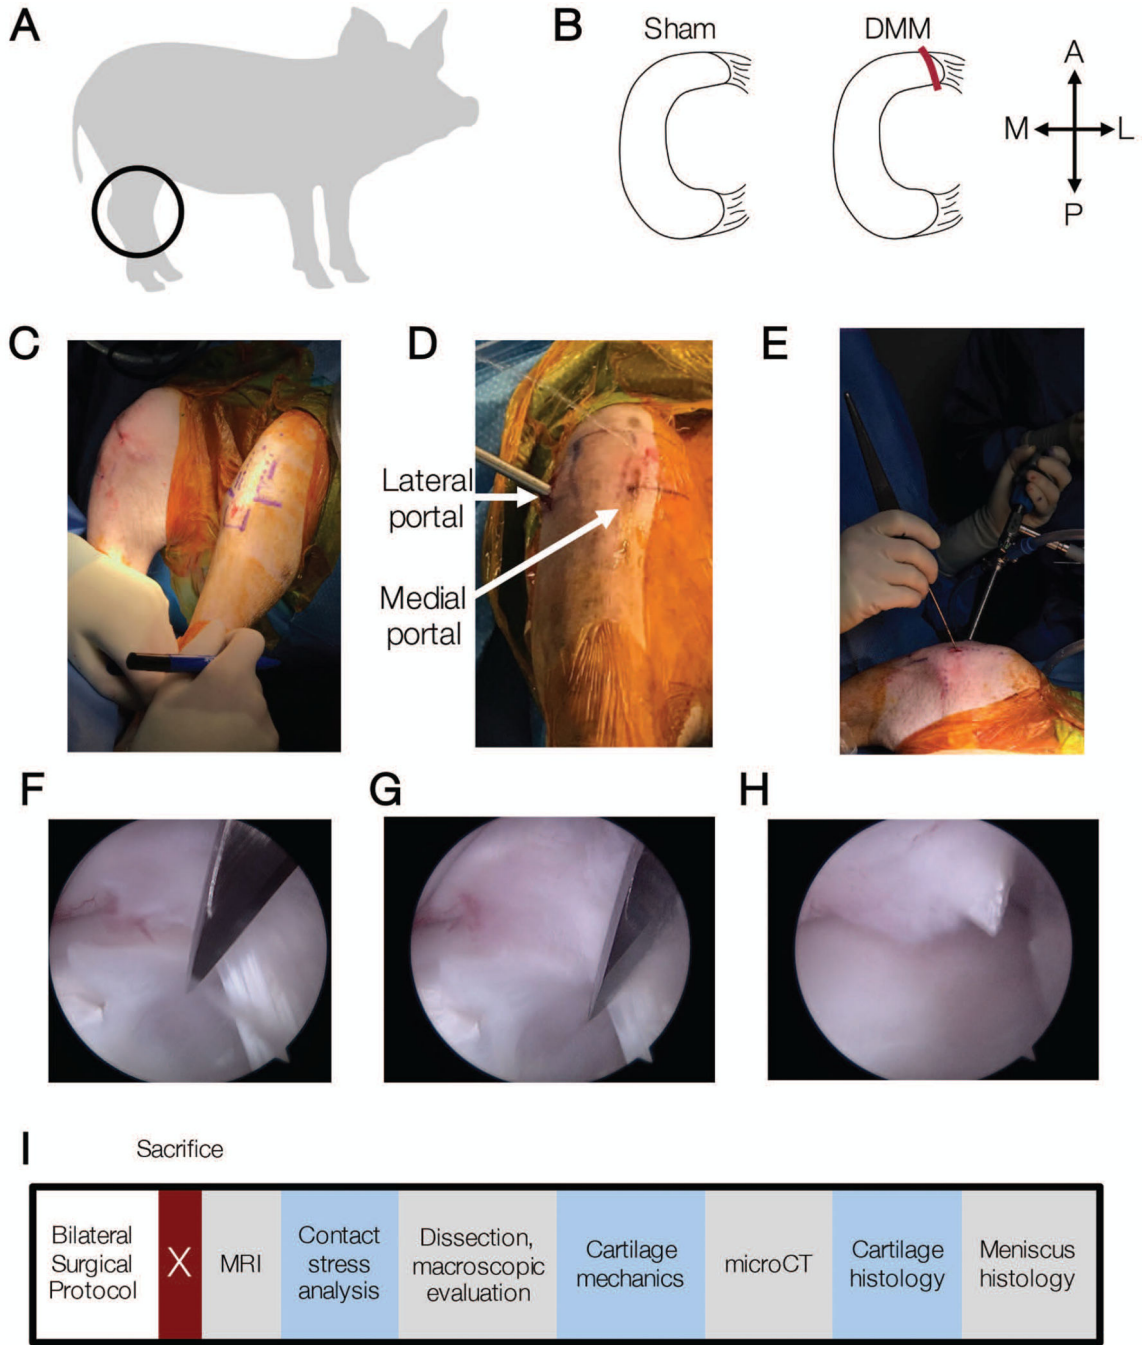 A
B
Sham
DMM
A
M
L
P
C
D
E
Lateral
portal
Medial
portal
F
G
H
I
Sacrifice
Bilateral
Surgical
Protocol
X
MRI
Contact
stress
analysis
Dissection,
macroscopic
evaluation
Cartilage
mechanics
microCT
Cartilage
histology
Meniscus
histology